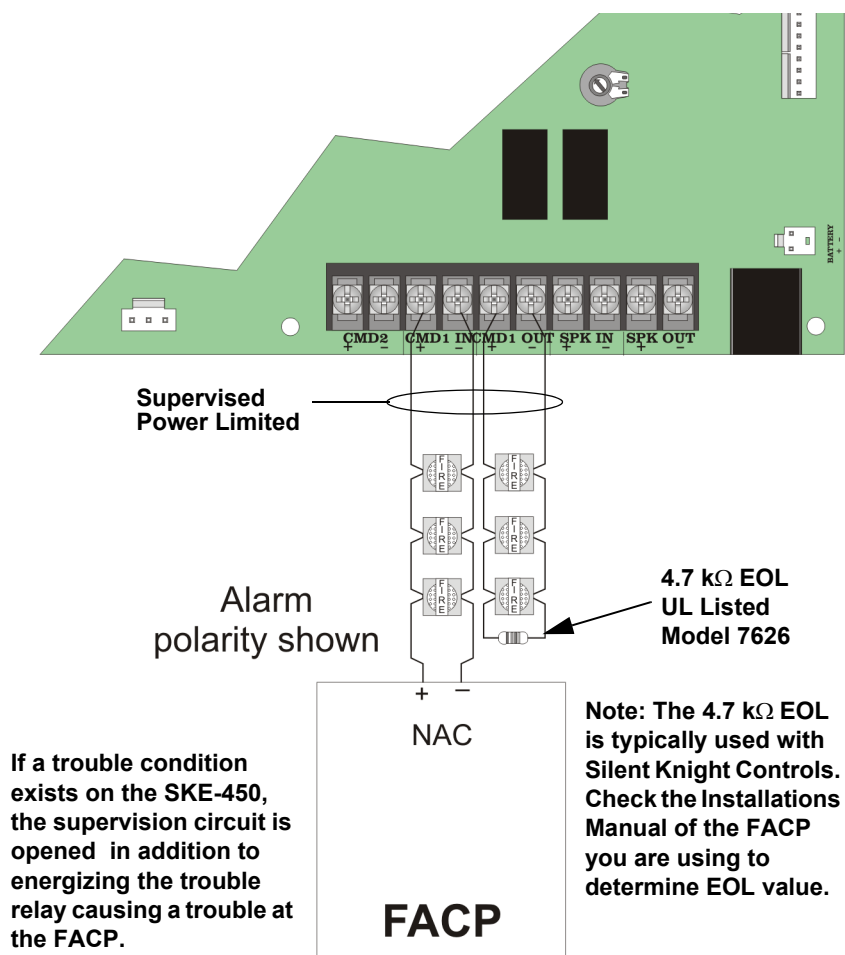 BATTERY
+ -
CMD2 CMD1 IN CMD1 OUT SPK IN SPK OUT
+ - + - + - + - + -
Supervised
Power Limited
FIRE FIRE
FIRE FIRE
FIRE FIRE
4.7 kΩ EOL
UL Listed
Model 7626
Alarm
polarity shown
+ −
NAC
Note: The 4.7 kΩ EOL
is typically used with
Silent Knight Controls.
Check the Installations
Manual of the FACP
you are using to
determine EOL value.
If a trouble condition
exists on the SKE-450,
the supervision circuit is
opened in addition to
energizing the trouble
relay causing a trouble at
the FACP.
FACP